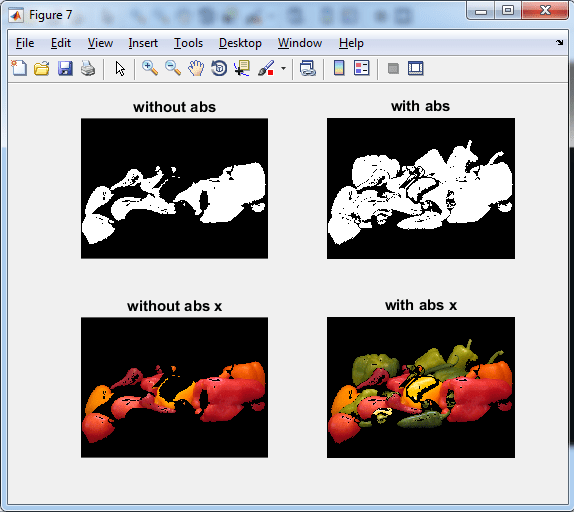 Figure 7
File Edit View Insert Tools Desktop Window Help
without abs
with abs
without abs x
with abs x